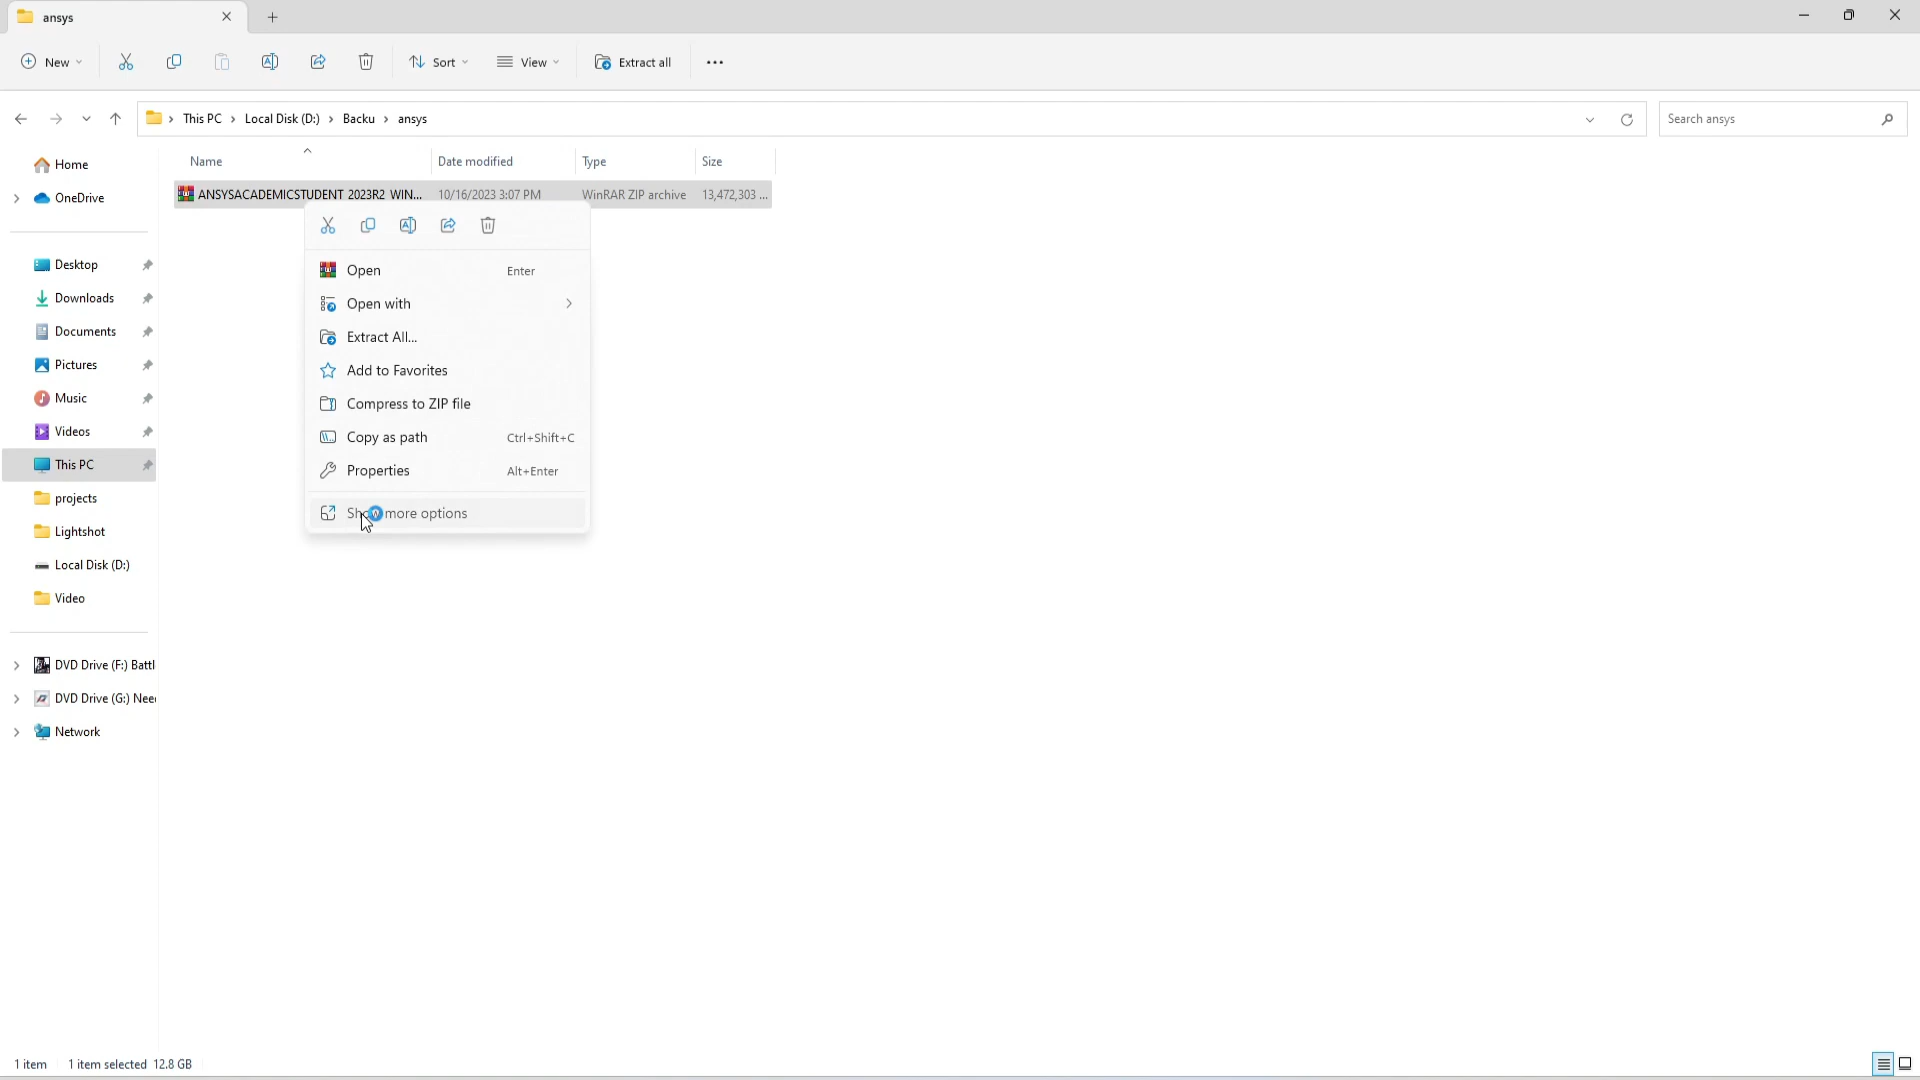 ansys
New Sort View Extract all
This PC Local Disk (D:) Backu ansys Search ansys
Name Date modified Type Size
ANSYSACADEMICSTUDENT 2023R2 WIN... 10/16/2023 3:07 PM WinRAR ZIP archive 13,472,303 ...
Home
OneDrive
Desktop
Downloads
Documents
Pictures
Music
Videos
This PC
projects
Lightshot
Local Disk (D:)
Video
DVD Drive (F:) Battl
DVD Drive (G:) Nee
Network
Open Enter
Open with
Extract All...
Add to Favorites
Compress to ZIP file
Copy as path Ctrl+Shift+C
Properties Alt+Enter
Show more options
1 item 1 item selected 12.8 GB